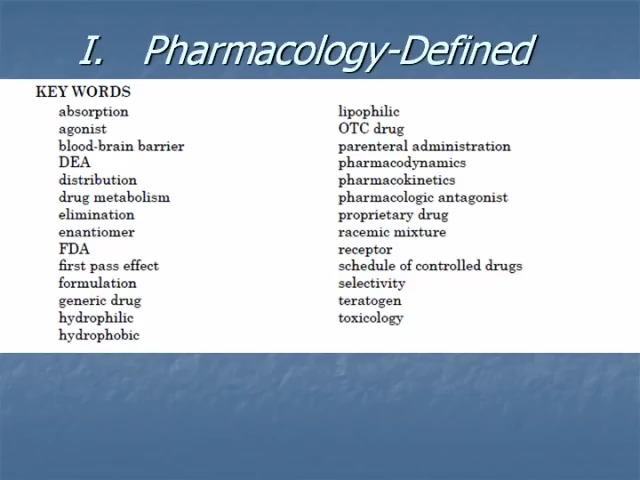 I. Pharmacology-Defined
KEY WORDS
absorption
agonist
blood-brain barrier
DEA
distribution
drug metabolism
elimination
enantiomer
FDA
first pass effect
formulation
generic drug
hydrophilic
hydrophobic
lipophilic
OTC drug
parenteral administration
pharmacodynamics
pharmacokinetics
pharmacologic antagonist
proprietary drug
racemic mixture
receptor
schedule of controlled drugs
selectivity
teratogen
toxicology